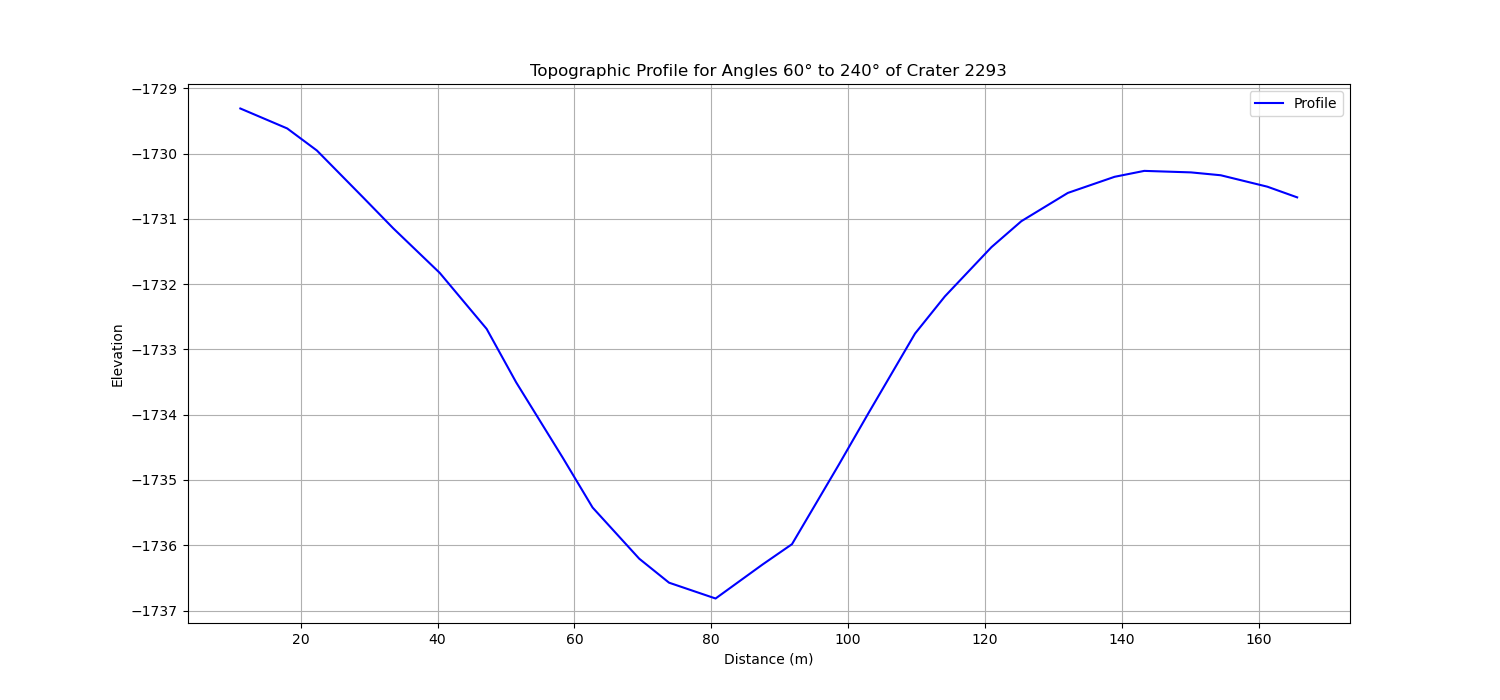 Topographic Profile for Angles 60° to 240° of Crater 2293
Profile
−1729
−1730
−1731
−1732
−1733
−1734
−1735
−1736
−1737
Elevation
20 40 60 80 100 120 140 160
Distance (m)